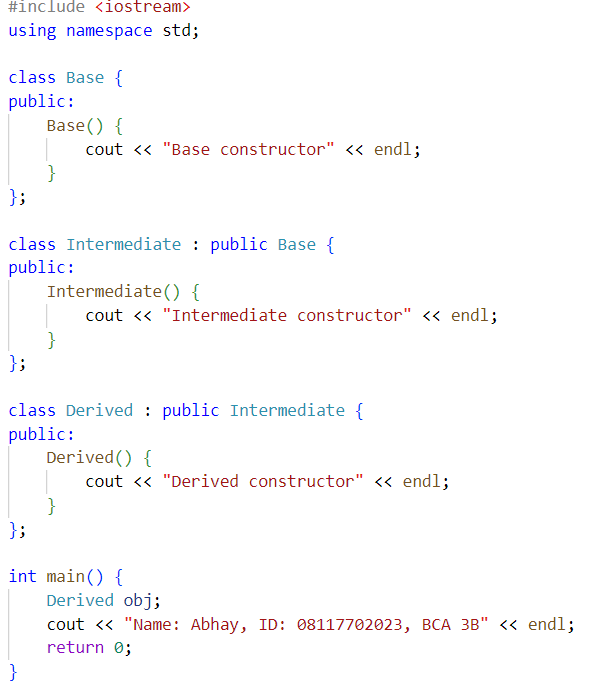 #include <iostream>
using namespace std;

class Base {
public:
    Base() {
        cout << "Base constructor" << endl;
    }
};

class Intermediate : public Base {
public:
    Intermediate() {
        cout << "Intermediate constructor" << endl;
    }
};

class Derived : public Intermediate {
public:
    Derived() {
        cout << "Derived constructor" << endl;
    }
};

int main() {
    Derived obj;
    cout << "Name: Abhay, ID: 08117702023, BCA 3B" << endl;
    return 0;
}